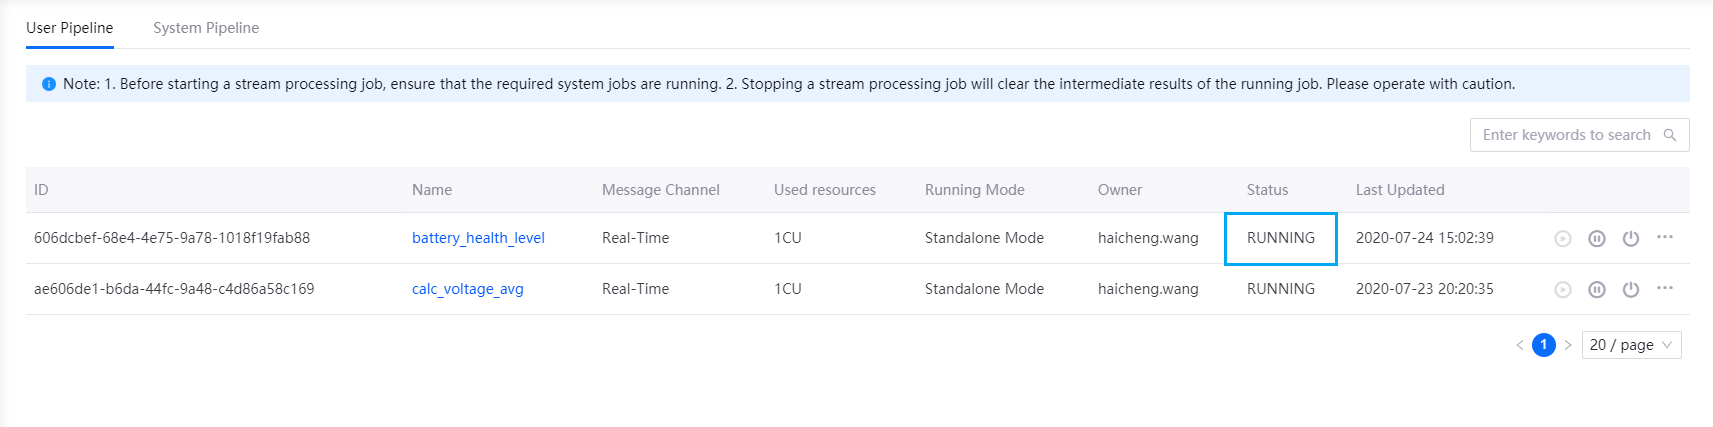 User Pipeline System Pipeline
Note: 1. Before starting a stream processing job, ensure that the required system jobs are running. 2. Stopping a stream processing job will clear the intermediate results of the running job. Please operate with caution.
Enter keywords to search
ID Name Message Channel Used resources Running Mode Owner Status Last Updated
606dcbef-68e4-4e75-9a78-1018f19fab88 battery_health_level Real-Time 1CU Standalone Mode haicheng.wang RUNNING 2020-07-24 15:02:39
ae606de1-b6da-44fc-9a48-c4d86a58c169 calc_voltage_avg Real-Time 1CU Standalone Mode haicheng.wang RUNNING 2020-07-23 20:20:35
1 20 / page